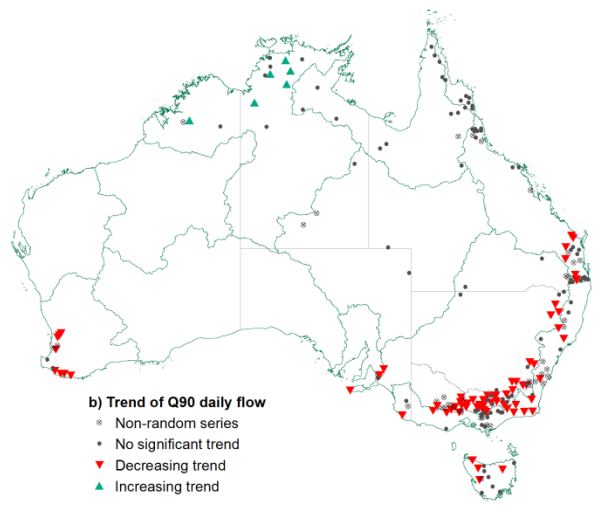 b) Trend of Q90 daily flow
Non-random series
No significant trend
Decreasing trend
Increasing trend